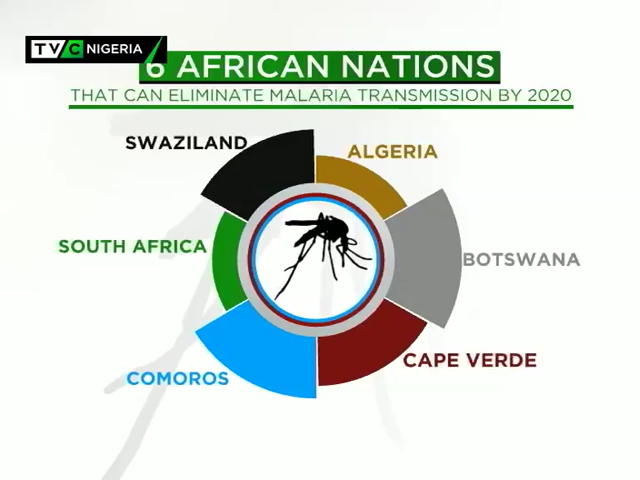 TVC NIGERIA
6 AFRICAN NATIONS
THAT CAN ELIMINATE MALARIA TRANSMISSION BY 2020
SWAZILAND
ALGERIA
SOUTH AFRICA
BOTSWANA
CAPE VERDE
COMOROS